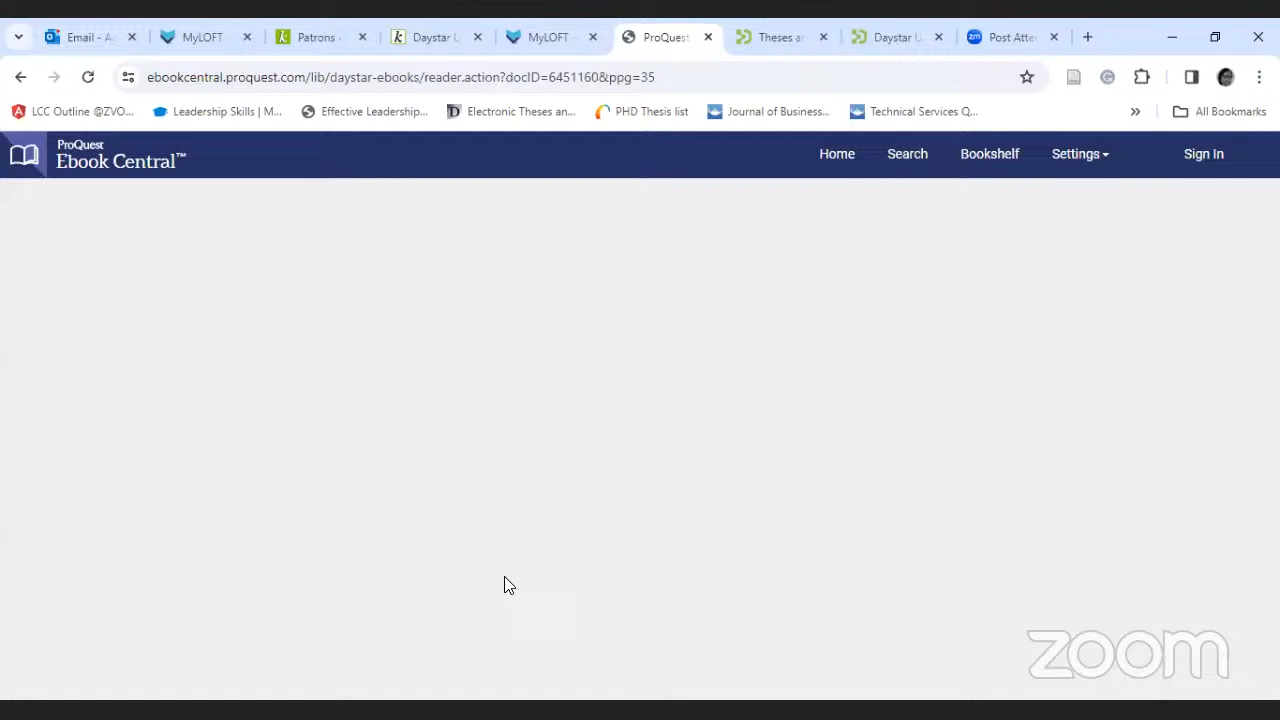 Email - A
MyLOFT -
Patrons
Daystar L
MyLOFT
ProQuest
Theses a
Daystar U
zm
Post Atte
ebookcentral.proquest.com/lib/daystar-ebooks/reader.action?docID=6451160&ppg=35
LCC Outline @ZVO...
Leadership Skills | M...
Effective Leadership...
Electronic Theses an...
PHD Thesis list
Journal of Business...
Technical Services Q...
»
All Bookmarks
ProQuest
Ebook Central™
Home
Search
Bookshelf
Settings
Sign In
zoom